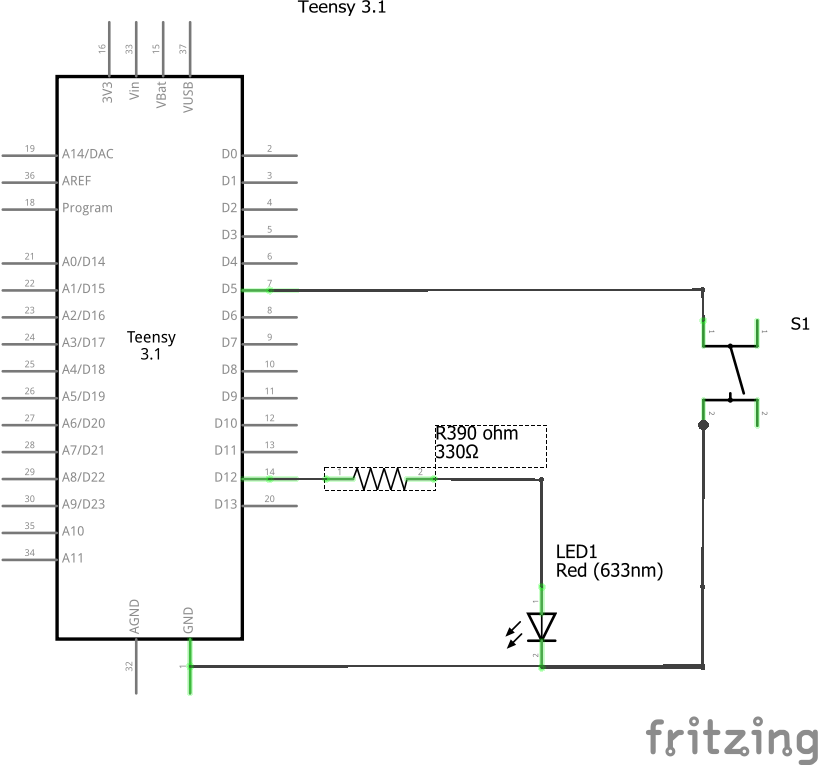 Teensy 3.1
16
33
15
37
3V3
Vin
VBat
VUSB
19 A14/DAC
D0 2
36 AREF
D1 3
18 Program
D2 4
D3 5
21 A0/D14
D4 6
22 A1/D15
D5 7
23 A2/D16
D6 8
24 A3/D17
D7 9
25 A4/D18
D8 10
26 A5/D19
D9 11
27 A6/D20
D10 12
28 A7/D21
D11 13
29 A8/D22
D12 14
30 A9/D23
D13 20
35 A10
34 A11
Teensy
3.1
AGND
GND
32
1
S1
1
1
2
2
R390 ohm
330Ω
1
2
LED1
Red (633nm)
1
2
fritzing